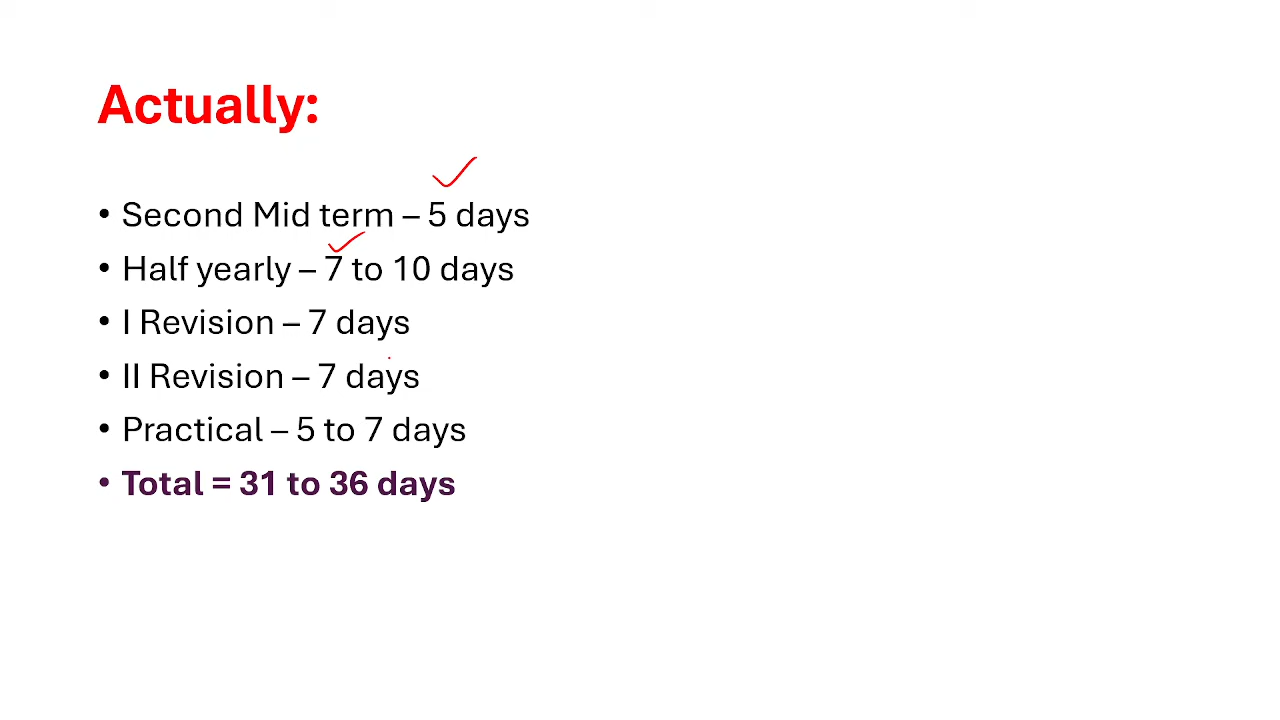 Actually:
• Second Mid term – 5 days
• Half yearly – 7 to 10 days
• I Revision – 7 days
• II Revision – 7 days
• Practical – 5 to 7 days
• Total = 31 to 36 days